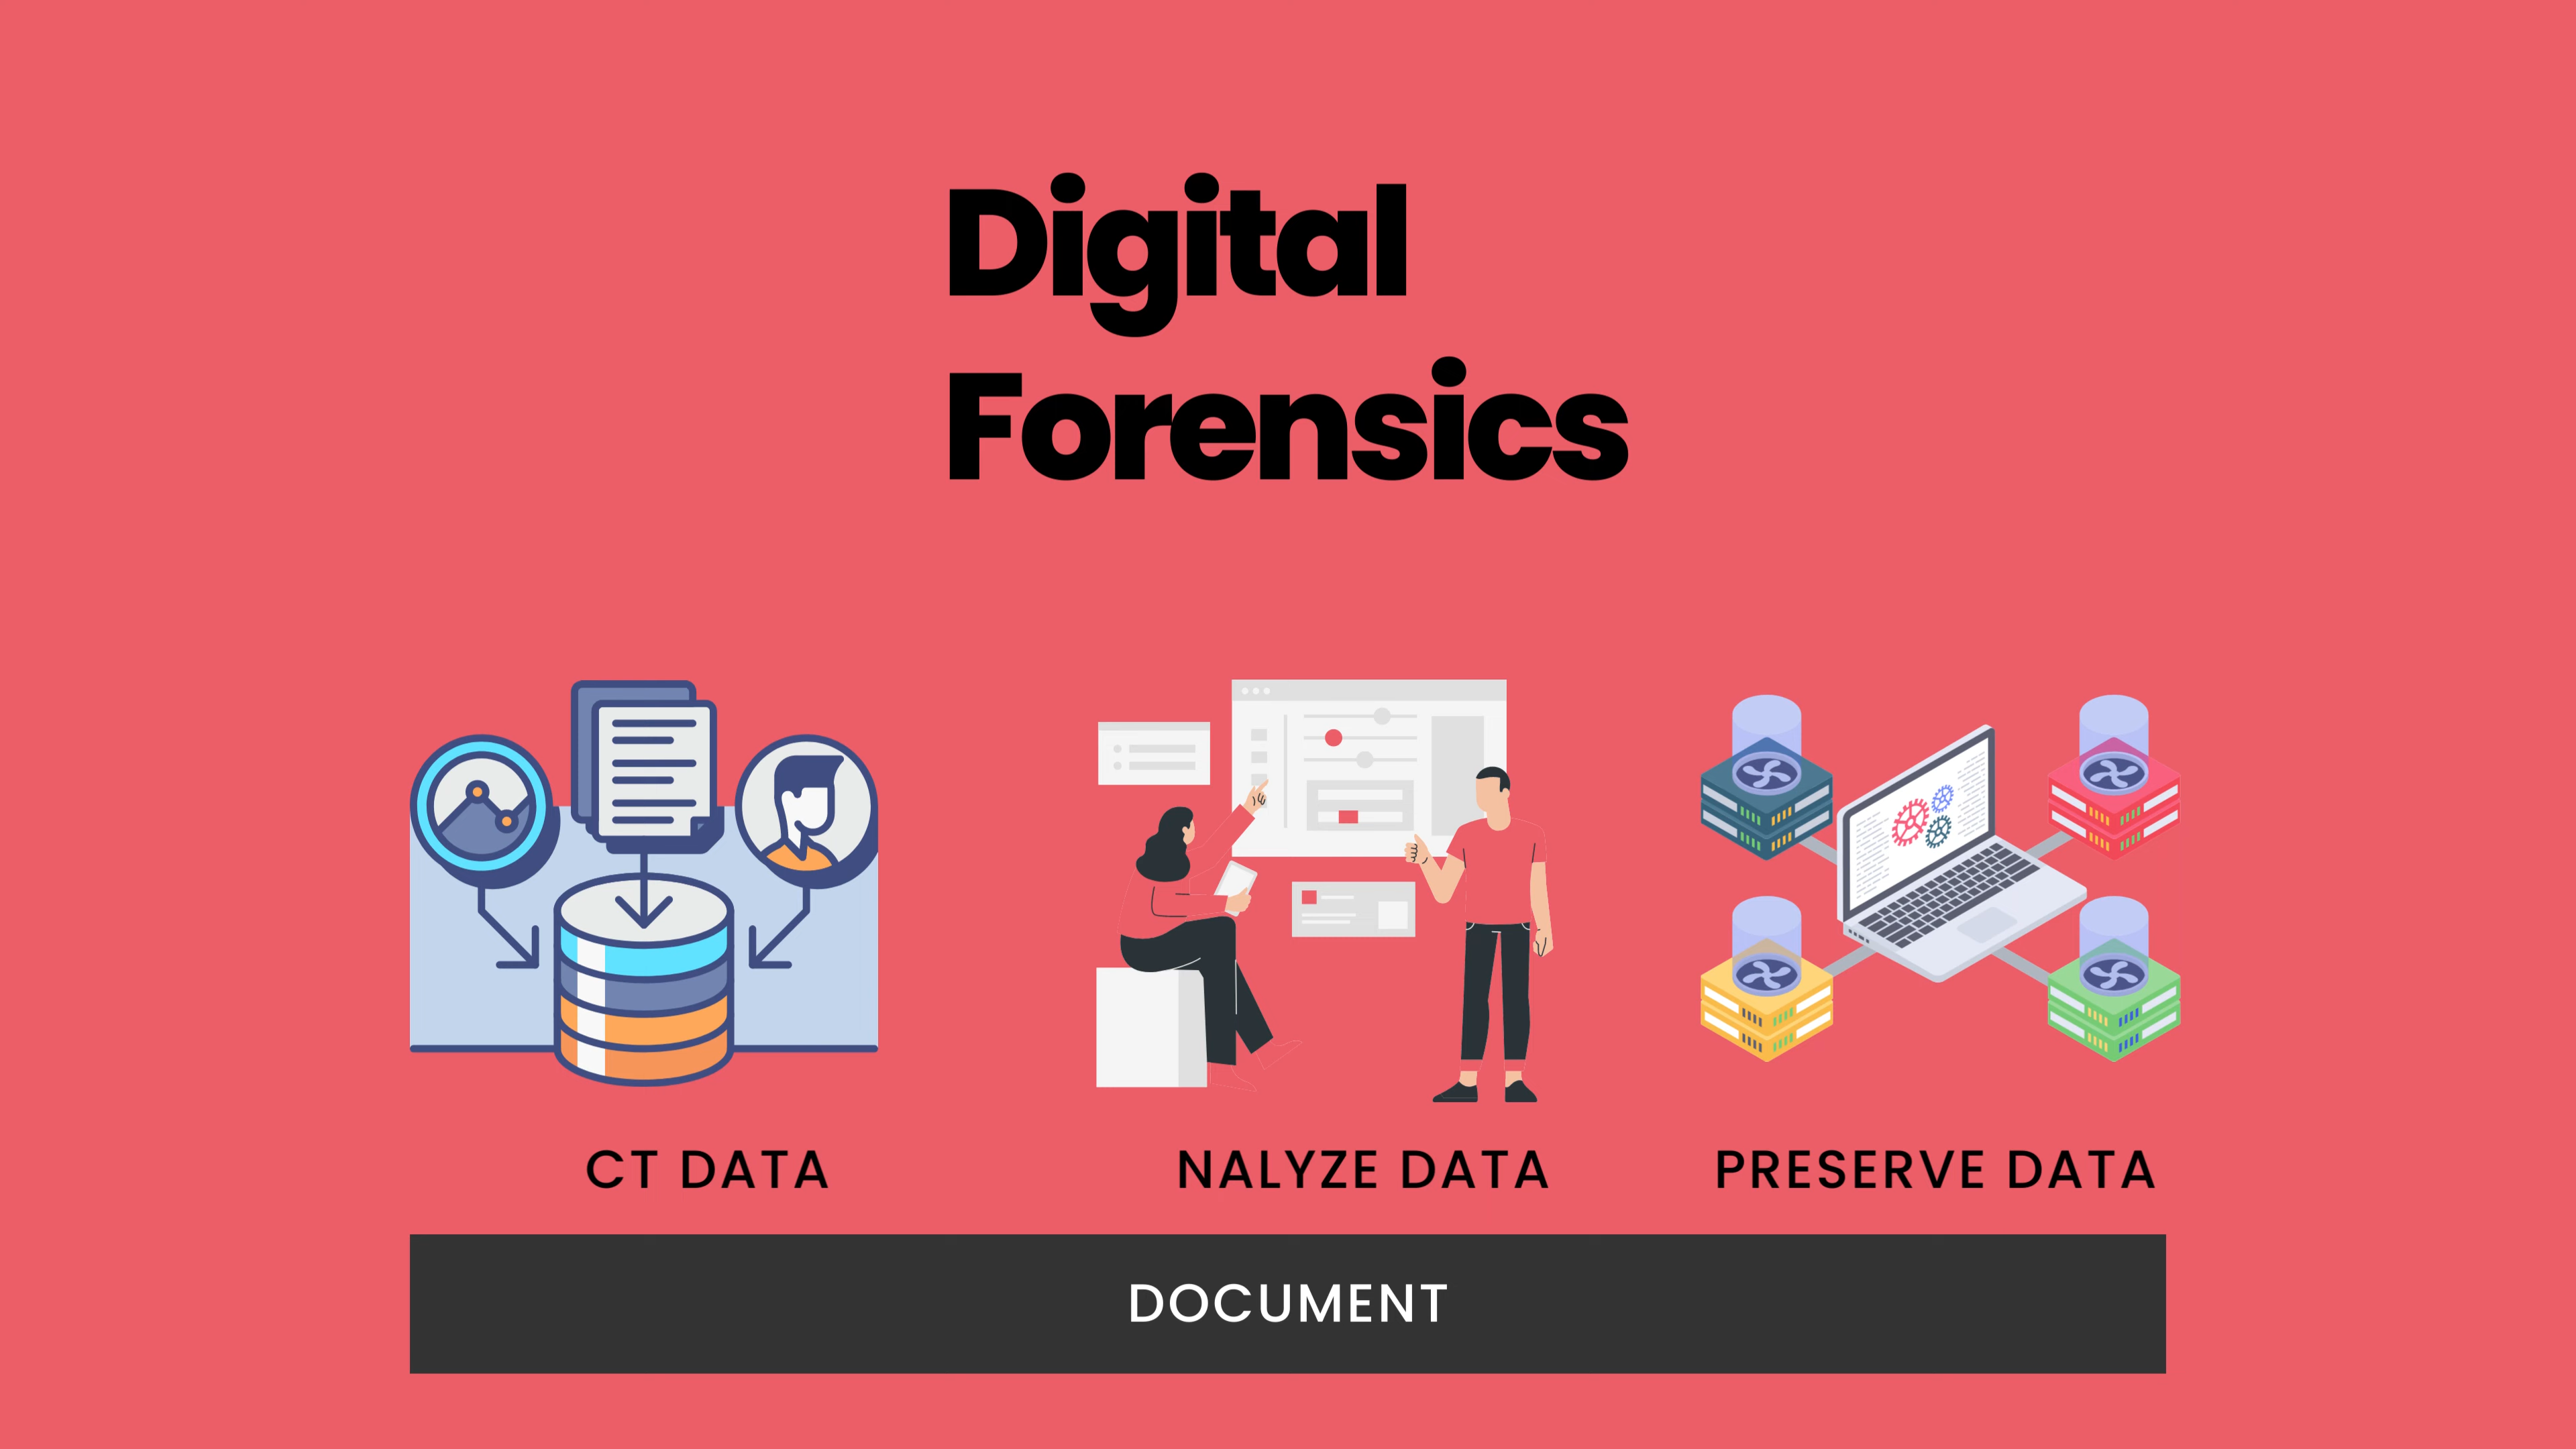 Digital
Forensics
CT DATA
NALYZE DATA
PRESERVE DATA
DOCUMENT